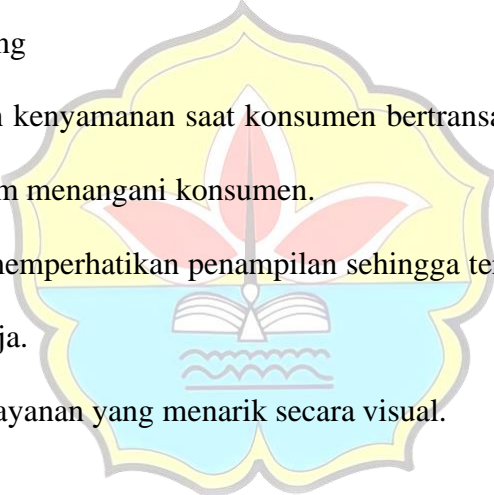 ng
kenyamanan saat konsumen bertransa
m menangani konsumen.
memperhatikan penampilan sehingga ter
ja.
ayanan yang menarik secara visual.